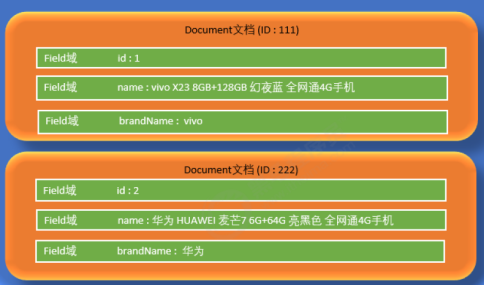 Document文档 (ID : 111)
Field域 id : 1
Field域 name : vivo X23 8GB+128GB 幻夜蓝 全网通4G手机
Field域 brandName : vivo
Document文档 (ID : 222)
Field域 id : 2
Field域 name : 华为 HUAWEI 麦芒7 6G+64G 亮黑色 全网通4G手机
Field域 brandName : 华为